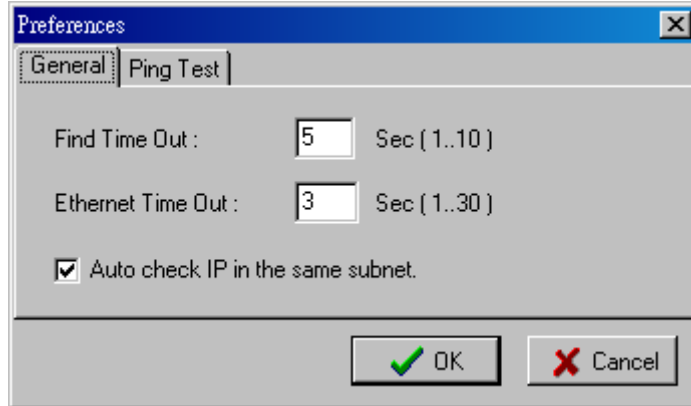 Preferences
General Ping Test
Find Time Out : 5 Sec ( 1..10 )
Ethernet Time Out : 3 Sec ( 1..30 )
Auto check IP in the same subnet.
OK Cancel